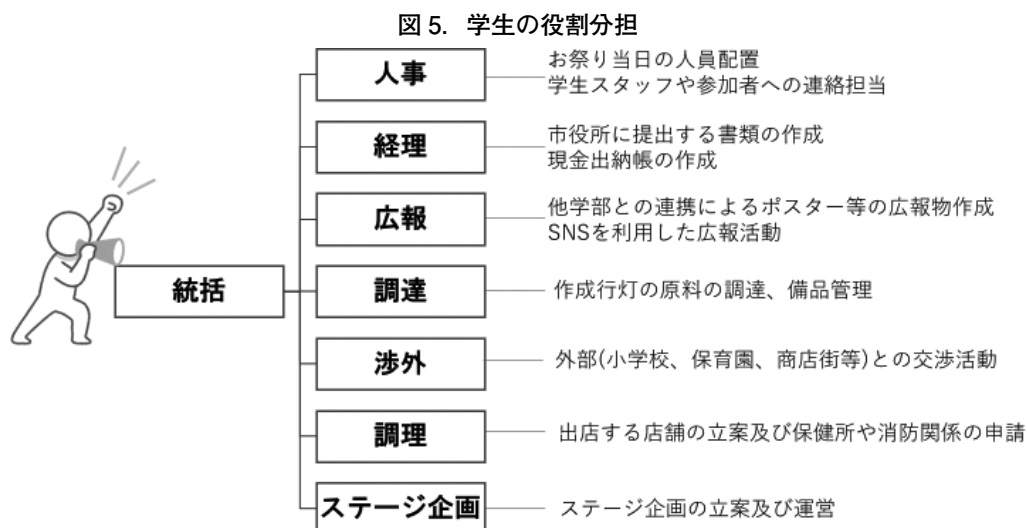 図 5. 学生の役割分担
統括
人事
お祭り当日の人員配置
学生スタッフや参加者への連絡担当
経理
市役所に提出する書類の作成
現金出納帳の作成
広報
他学部との連携によるポスター等の広報物作成
SNSを利用した広報活動
調達
作成行灯の原料の調達、備品管理
渉外
外部(小学校、保育園、商店街等)との交渉活動
調理
出店する店舗の立案及び保健所や消防関係の申請
ステージ企画
ステージ企画の立案及び運営